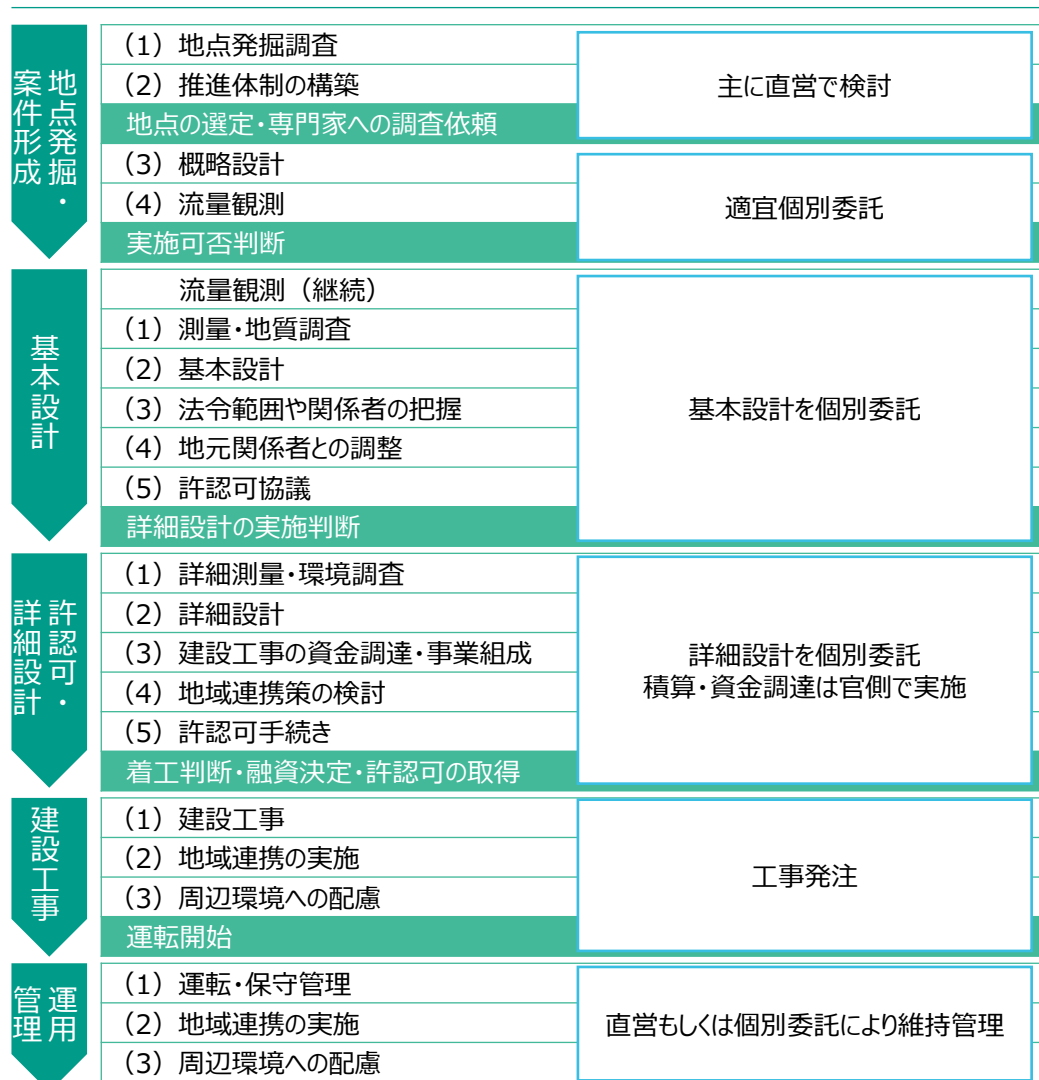 地点発掘・
案件形成
(1) 地点発掘調査
(2) 推進体制の構築
地点の選定・専門家への調査依頼
主に直営で検討
(3) 概略設計
(4) 流量観測
実施可否判断
適宜個別委託
基本設計
流量観測（継続）
(1) 測量・地質調査
(2) 基本設計
(3) 法令範囲や関係者の把握
(4) 地元関係者との調整
(5) 許認可協議
詳細設計の実施判断
基本設計を個別委託
許認可・
詳細設計
(1) 詳細測量・環境調査
(2) 詳細設計
(3) 建設工事の資金調達・事業組成
(4) 地域連携策の検討
(5) 許認可手続き
着工判断・融資決定・許認可の取得
詳細設計を個別委託
積算・資金調達は官側で実施
建設工事
(1) 建設工事
(2) 地域連携の実施
(3) 周辺環境への配慮
運転開始
工事発注
運用
管理
(1) 運転・保守管理
(2) 地域連携の実施
(3) 周辺環境への配慮
直営もしくは個別委託により維持管理